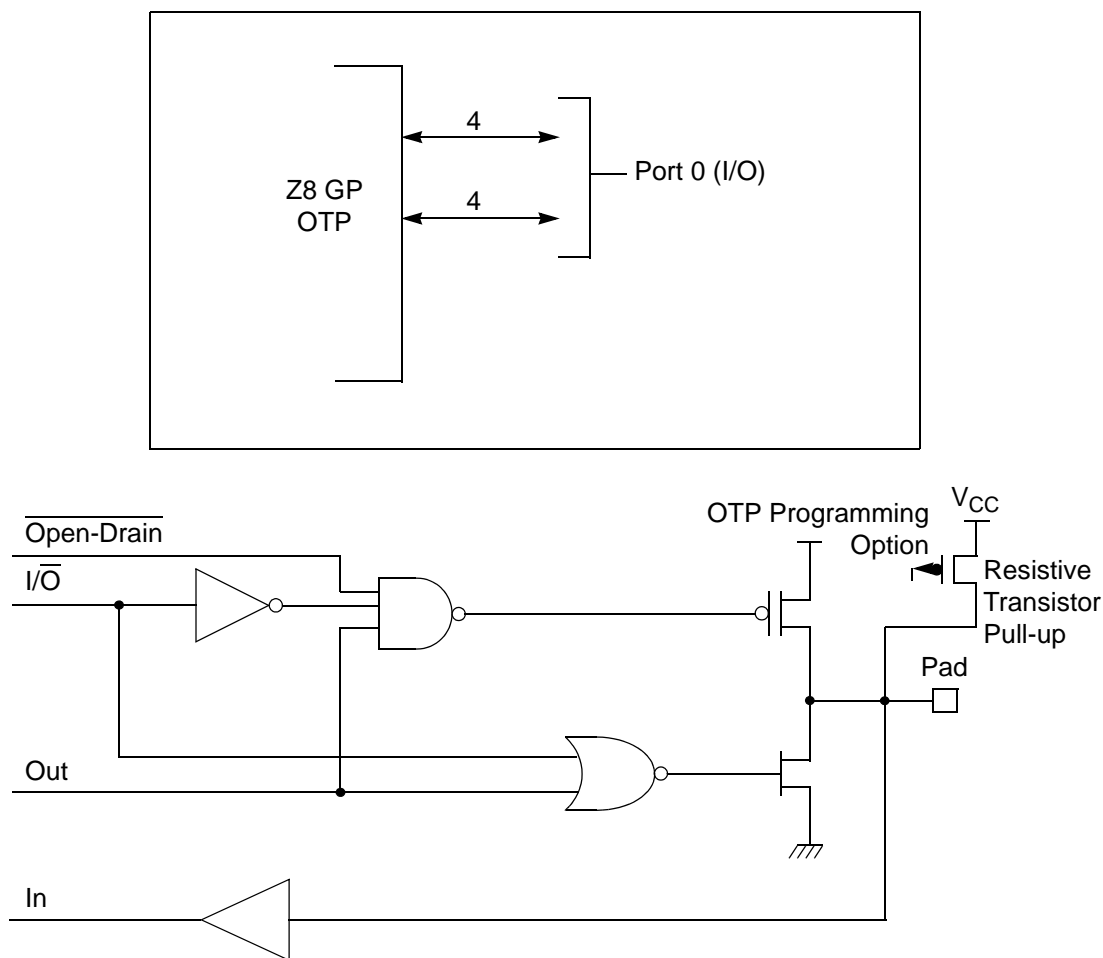 4
Port 0 (I/O)
Z8 GP
OTP
4
Open-Drain
I/O
OTP Programming
Option
VCC
Resistive
Transistor
Pull-up
Pad
Out
In